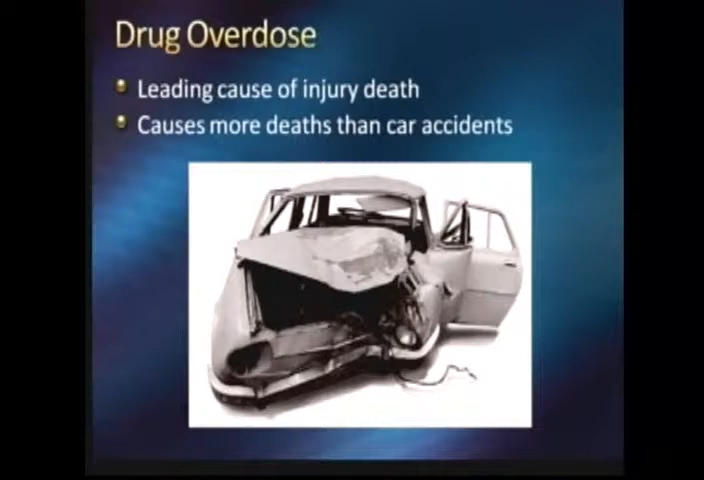 Drug Overdose
Leading cause of injury death
Causes more deaths than car accidents